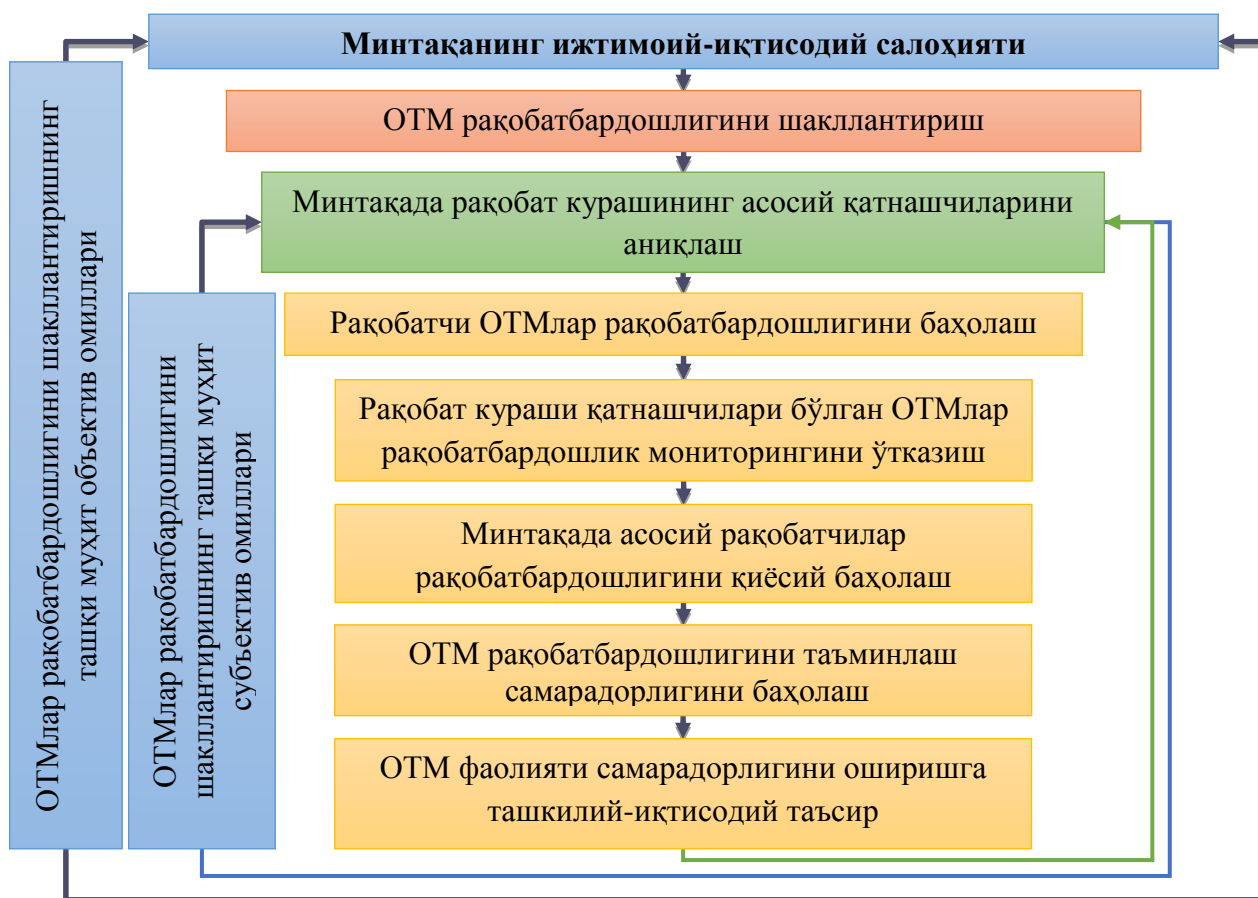 Минтақанинг ижтимоий-иқтисодий салоҳияти
ОТМ рақобатбардошлигини шакллантириш
Минтақада рақобат курашининг асосий қатнашчиларини
аниқлаш
Рақобатчи ОТМлар рақобатбардошлигини баҳолаш
Рақобат кураши қатнашчилари бўлган ОТМлар
рақобатбардошлик мониторингини ўтказиш
Минтақада асосий рақобатчилар
рақобатбардошлигини қиёсий баҳолаш
ОТМ рақобатбардошлигини таъминлаш
самарадорлигини баҳолаш
ОТМ фаолияти самарадорлигини оширишга
ташкилий-иқтисодий таъсир
ОТМлар рақобатбардошлигини шакллантиришнинг
ташқи муҳит объектив омиллари
ОТМлар рақобатбардошлигини
шакллантиришнинг ташқи муҳит
субъектив омиллари